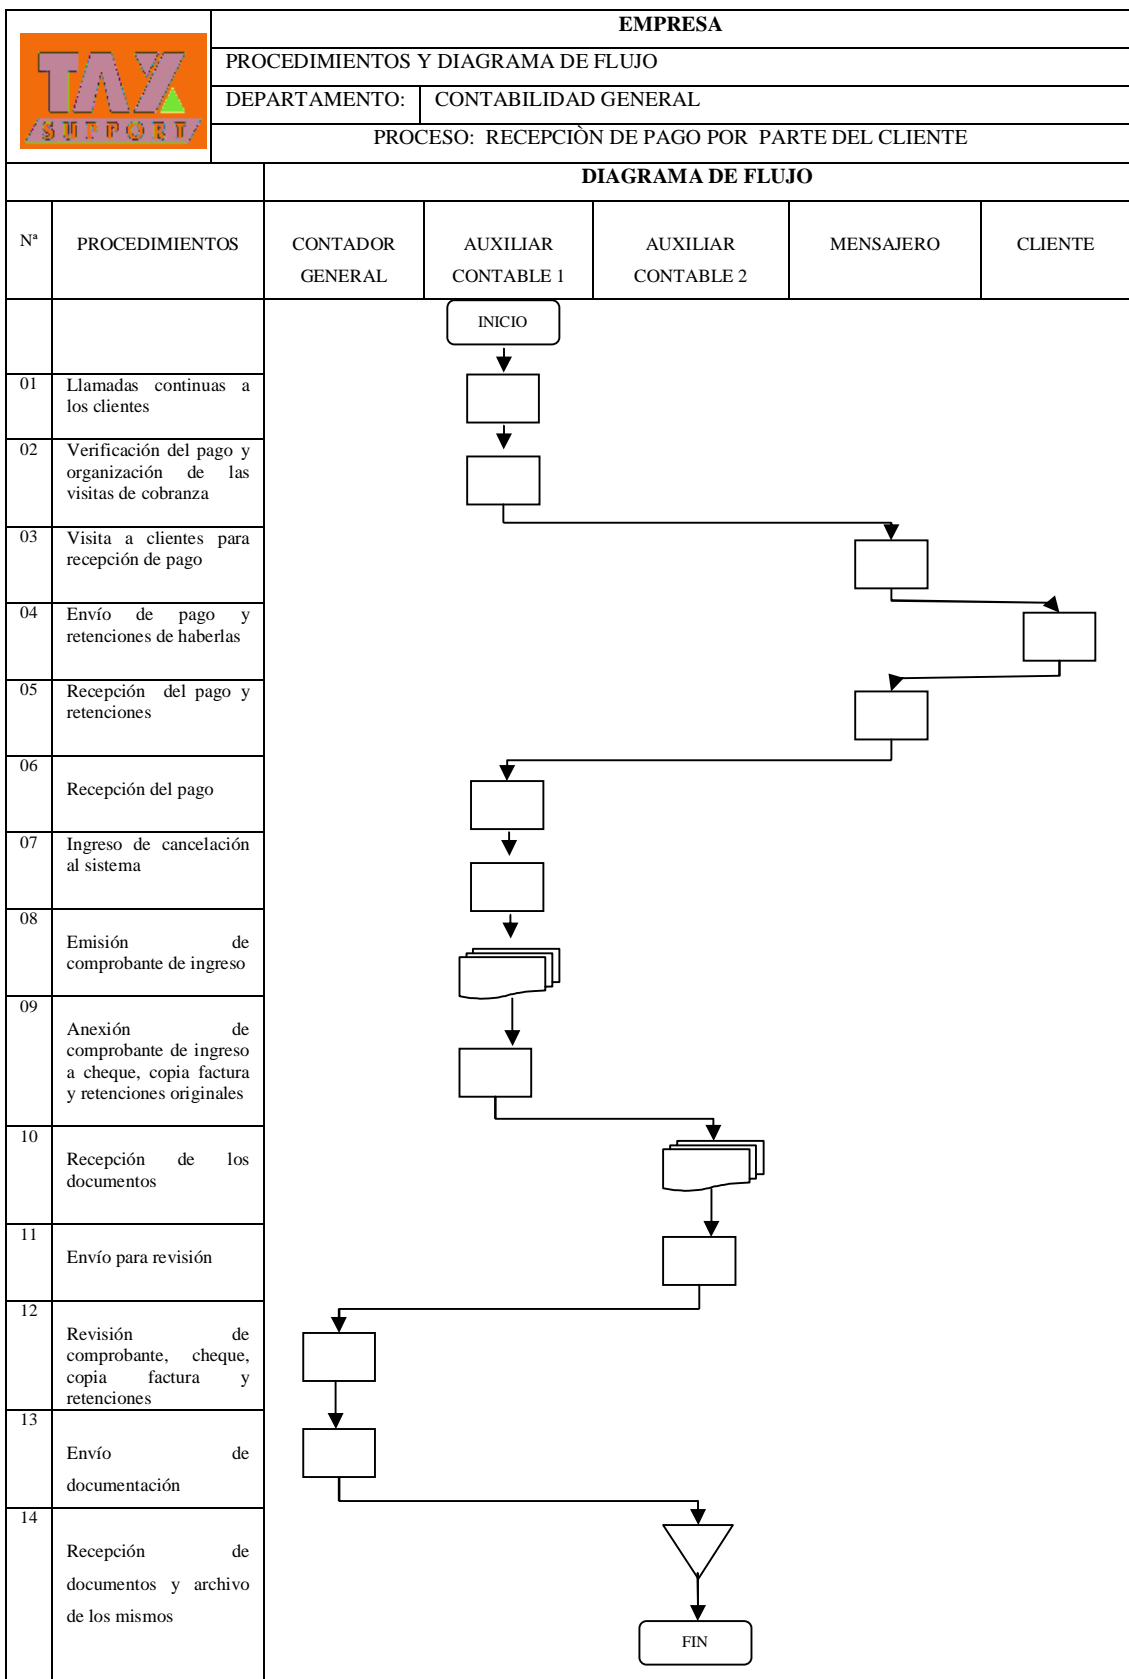 TAX
SUPPORT
EMPRESA
PROCEDIMIENTOS Y DIAGRAMA DE FLUJO
DEPARTAMENTO: CONTABILIDAD GENERAL
PROCESO: RECEPCIÒN DE PAGO POR PARTE DEL CLIENTE
DIAGRAMA DE FLUJO
Nª PROCEDIMIENTOS CONTADOR GENERAL AUXILIAR CONTABLE 1 AUXILIAR CONTABLE 2 MENSAJERO CLIENTE
INICIO
01 Llamadas continuas a
los clientes
02 Verificación del pago y
organización de las
visitas de cobranza
03 Visita a clientes para
recepción de pago
04 Envío de pago y
retenciones de haberlas
05 Recepción del pago y
retenciones
06
Recepción del pago
07 Ingreso de cancelación
al sistema
08
Emisión de
comprobante de ingreso
09
Anexión de
comprobante de ingreso
a cheque, copia factura
y retenciones originales
10
Recepción de los
documentos
11
Envío para revisión
12
Revisión de
comprobante, cheque,
copia factura y
retenciones
13
Envío de
documentación
14
Recepción de
documentos y archivo
de los mismos
FIN